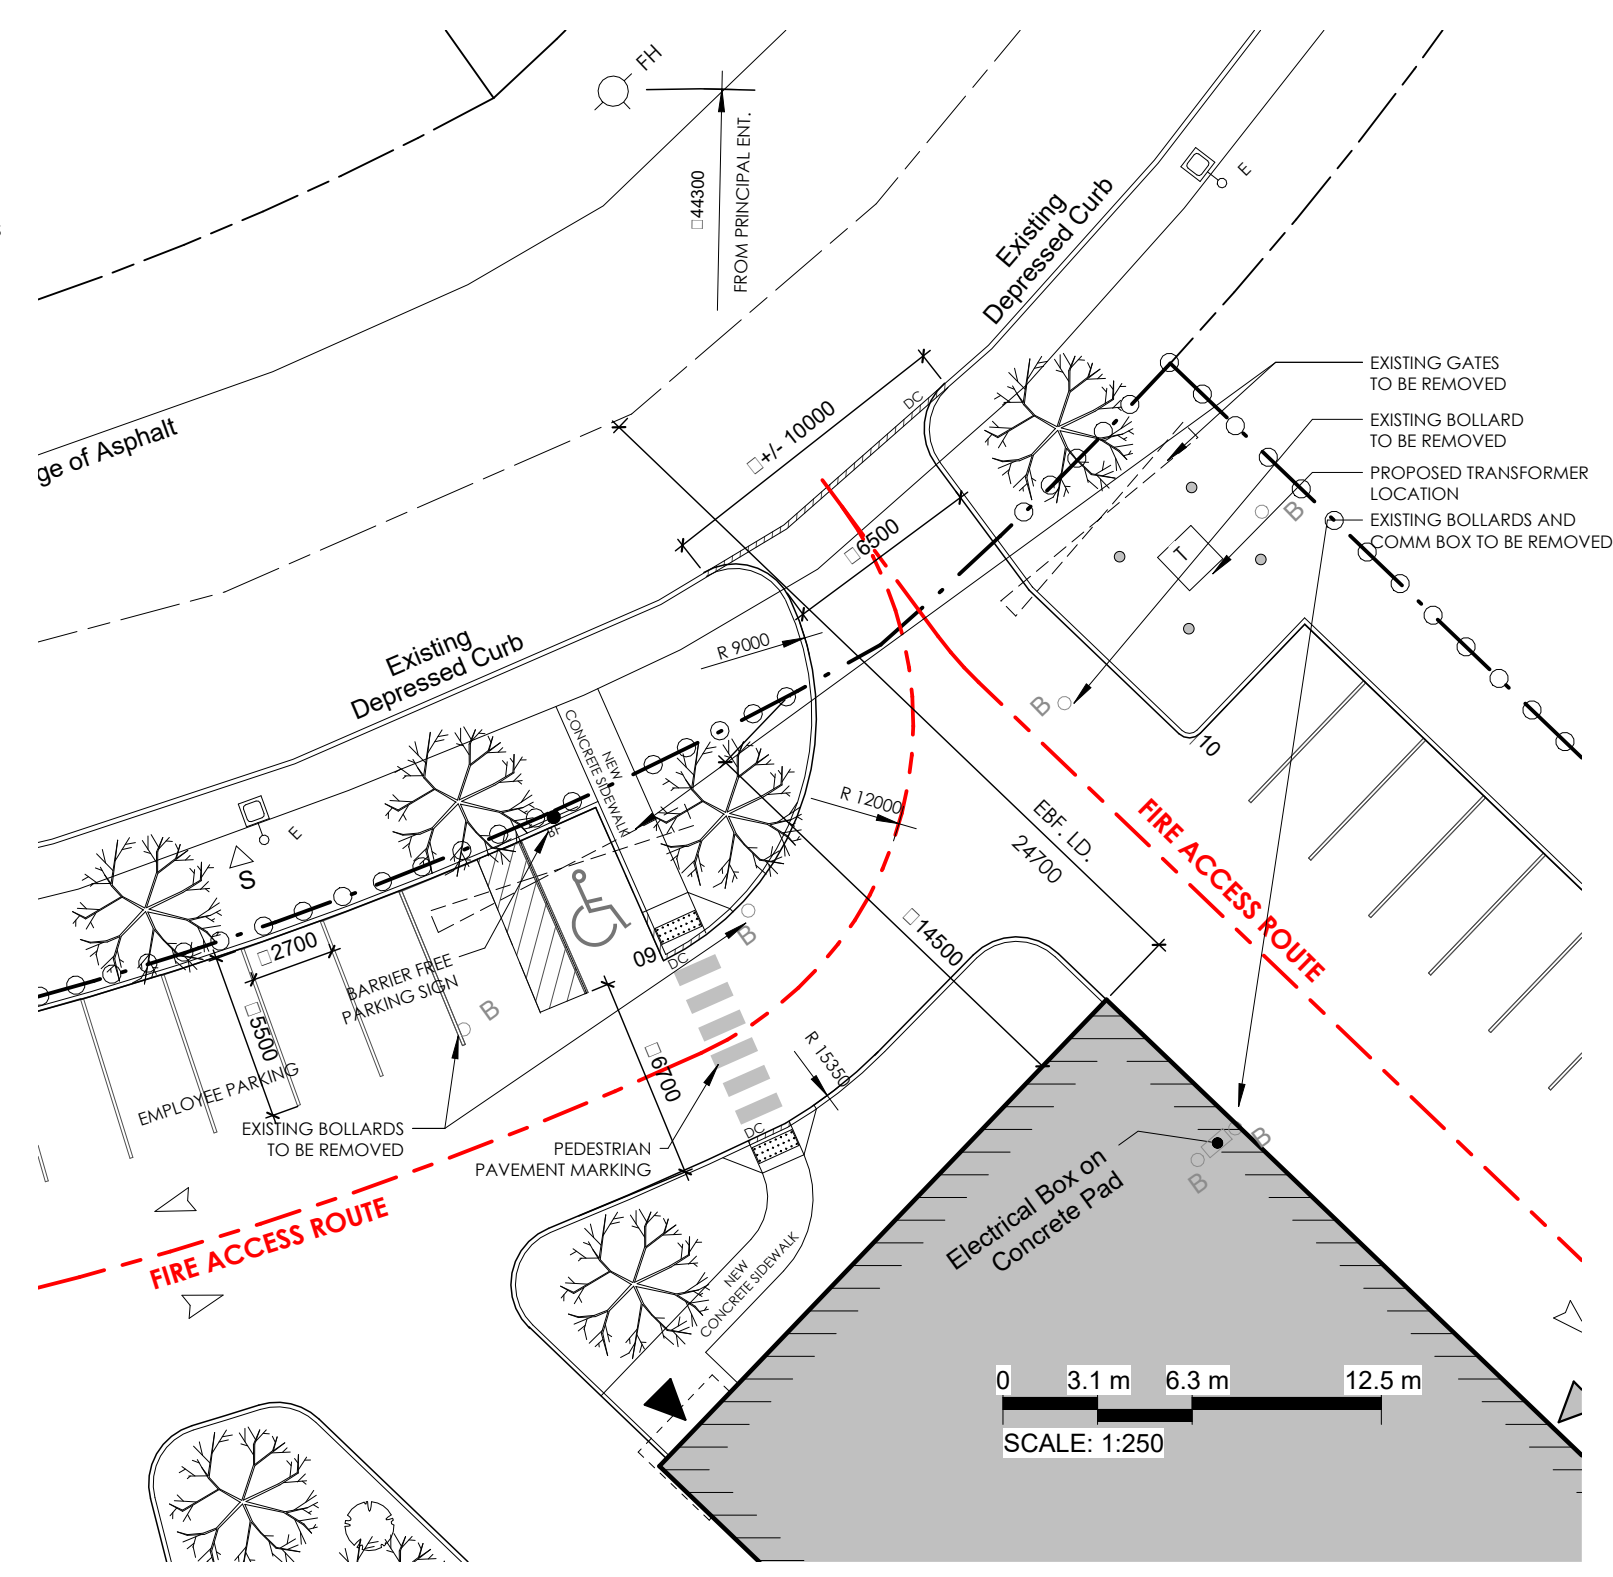 FH
□44300
FROM PRINCIPAL ENT.
E
Existing
Depressed Curb
EXISTING GATES
TO BE REMOVED
EXISTING BOLLARD
TO BE REMOVED
PROPOSED TRANSFORMER
LOCATION
EXISTING BOLLARDS AND
COMM BOX TO BE REMOVED
DC
□+/- 10000
ge of Asphalt
□6500
B
T
B
10
R 9000
Existing
Depressed Curb
NEW
CONCRETE SIDEWALK
BF
R 12000
EBF. LD.
24700
FIRE ACCESS ROUTE
E
S
□2700
□5500
BARRIER FREE
PARKING SIGN
09
DC
B
B
□14500
□6700
R 15350
EMPLOYEE PARKING
EXISTING BOLLARDS
TO BE REMOVED
PEDESTRIAN
PAVEMENT MARKING
DC
FIRE ACCESS ROUTE
NEW
CONCRETE SIDEWALK
Electrical Box on
Concrete Pad
B
B
0 3.1 m 6.3 m 12.5 m
SCALE: 1:250